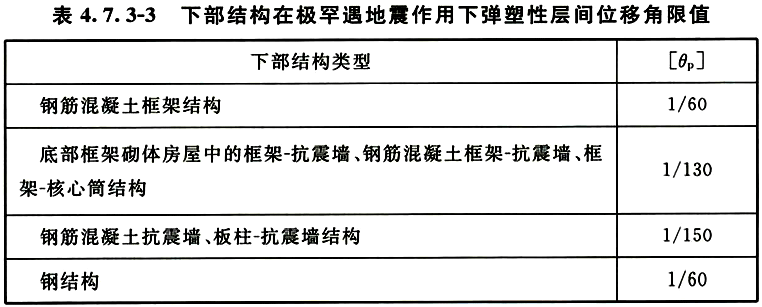 表 4.7.3-3 下部结构在极罕遇地震作用下弹塑性层间位移角限值
下部结构类型 [θp]
钢筋混凝土框架结构 1/60
底部框架砌体房屋中的框架-抗震墙、钢筋混凝土框架-抗震墙、框
架-核心筒结构 1/130
钢筋混凝土抗震墙、板柱-抗震墙结构 1/150
钢结构 1/60